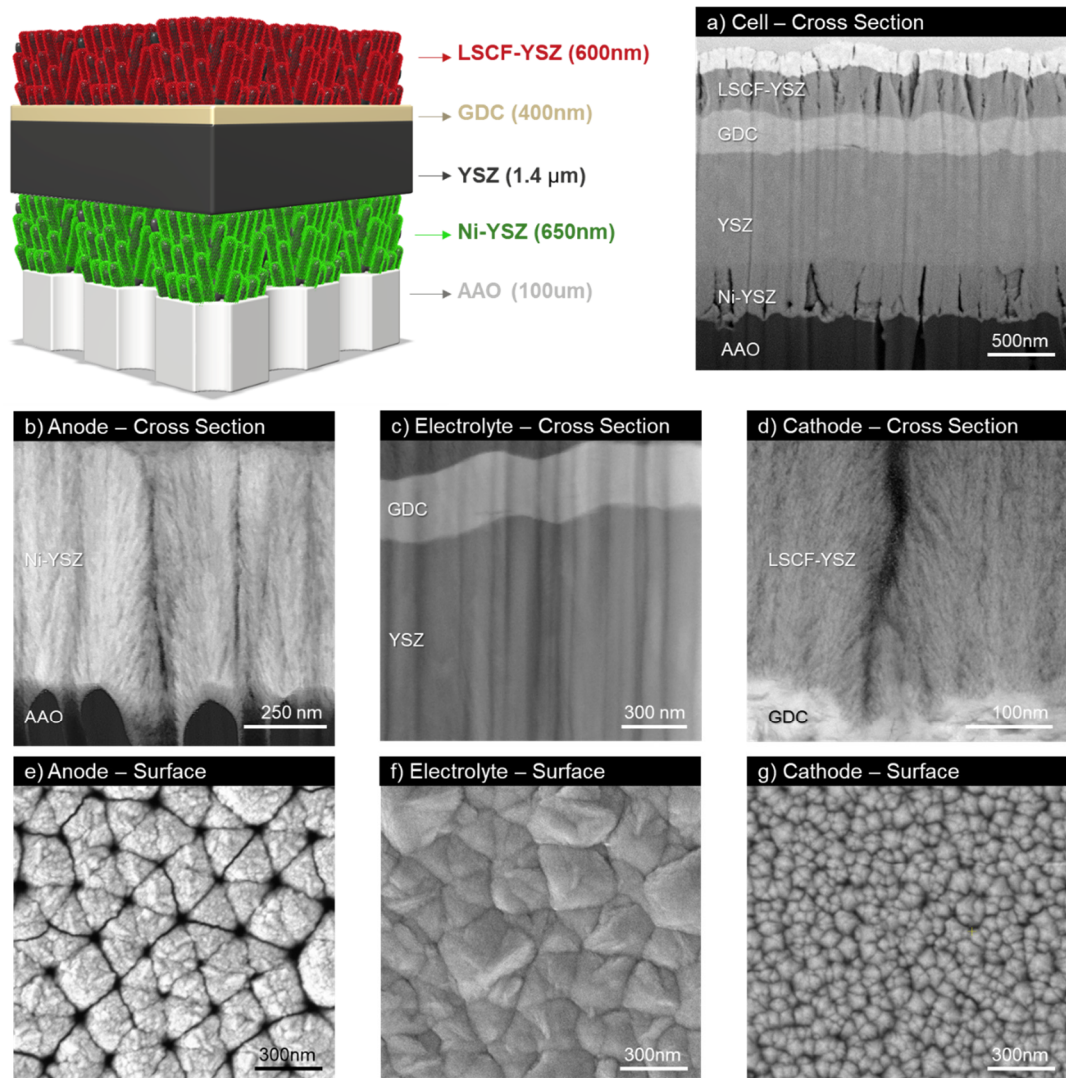 LSCF-YSZ (600nm)
GDC (400nm)
YSZ (1.4 µm)
Ni-YSZ (650nm)
AAO (100um)
a) Cell – Cross Section
LSCF-YSZ
GDC
YSZ
Ni-YSZ
AAO
500nm
b) Anode – Cross Section
Ni-YSZ
AAO
250 nm
c) Electrolyte – Cross Section
GDC
YSZ
300 nm
d) Cathode – Cross Section
LSCF-YSZ
GDC
100nm
e) Anode – Surface
300nm
f) Electrolyte – Surface
300nm
g) Cathode – Surface
300nm